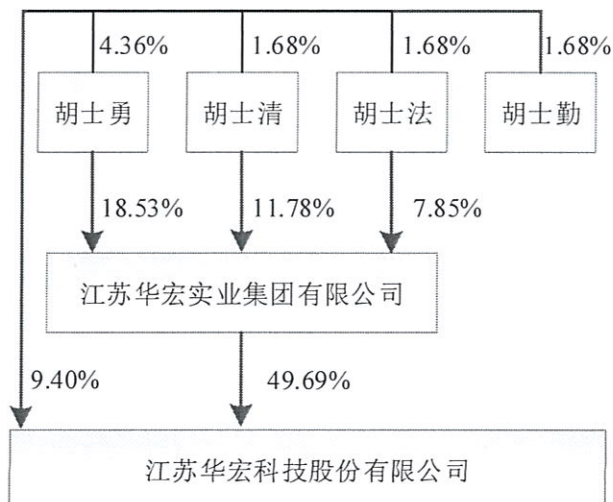 4.36% 1.68% 1.68% 1.68%
胡士勇 胡士清 胡士法 胡士勤
18.53% 11.78% 7.85%
江苏华宏实业集团有限公司
9.40% 49.69%
江苏华宏科技股份有限公司